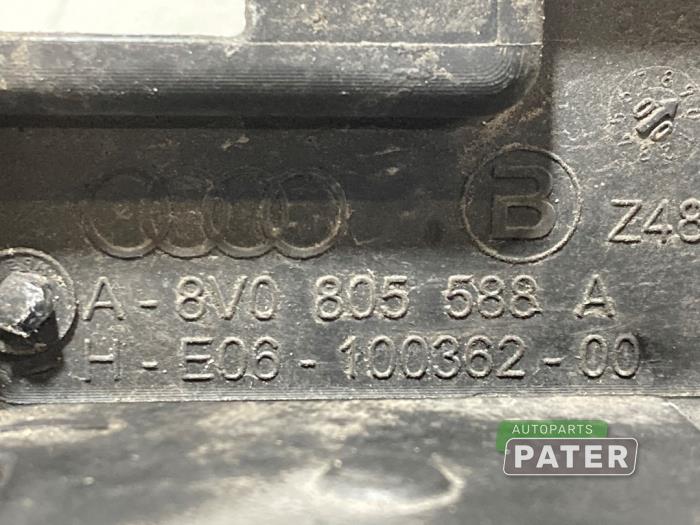 B Z48
A-8V0 805 588 A
H-E06-100362-00
AUTOPARTS
PATER